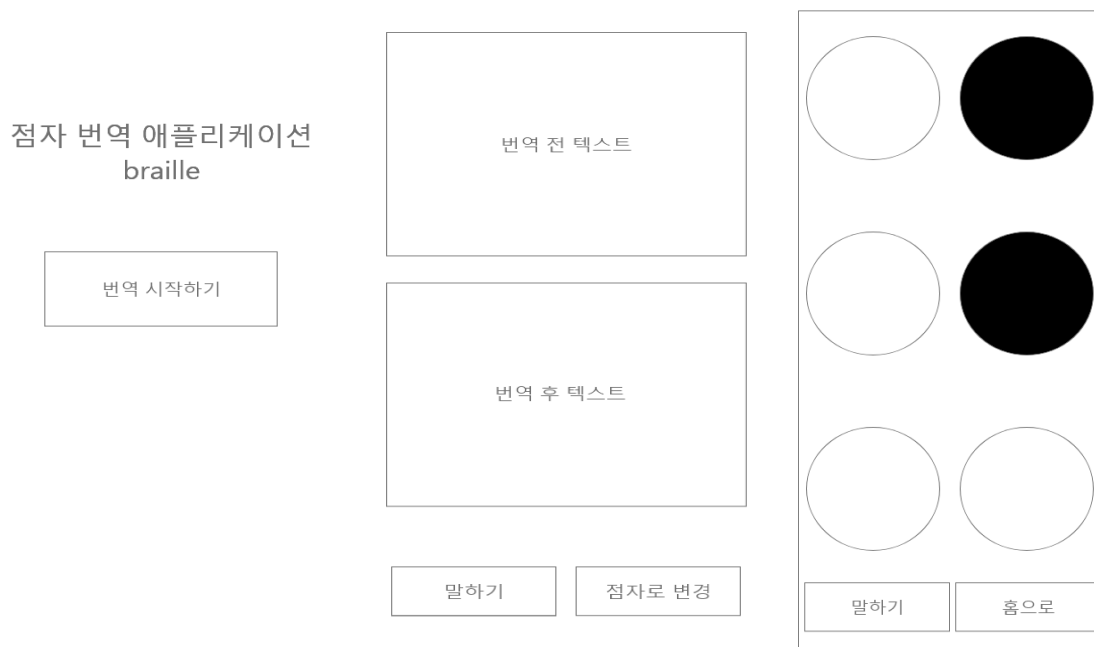 점자 번역 애플리케이션
braille
번역 시작하기
번역 전 텍스트
번역 후 텍스트
말하기
점자로 변경
말하기
홈으로